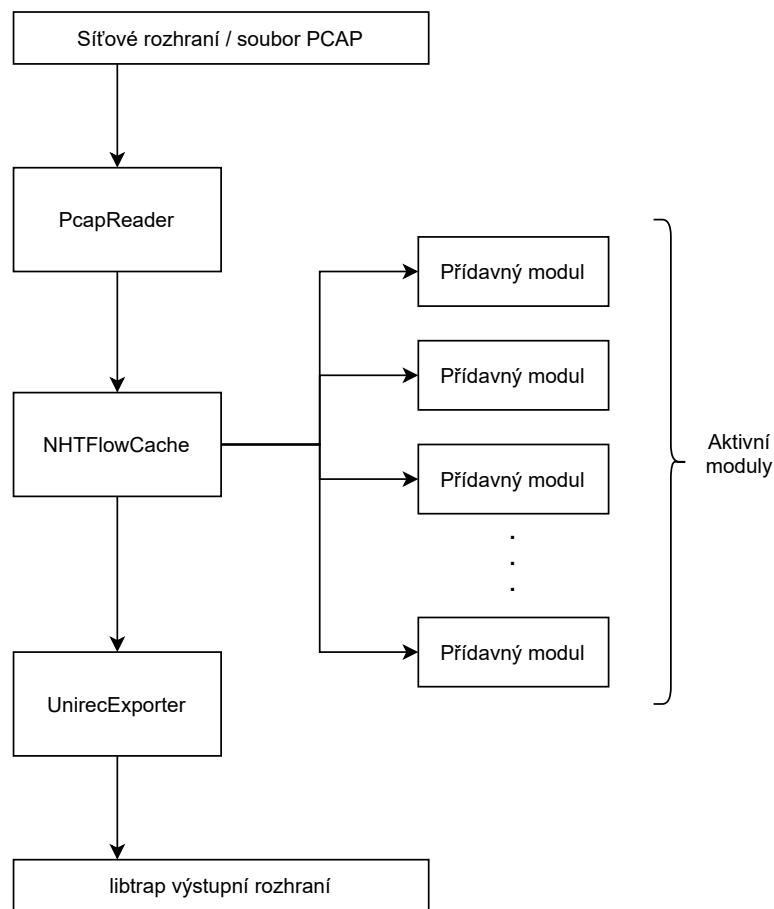 Síťové rozhraní / soubor PCAP
PcapReader
Přídavný modul
Přídavný modul
NHTFlowCache
Aktivní
moduly
Přídavný modul
.
.
.
Přídavný modul
UnirecExporter
libtrap výstupní rozhraní